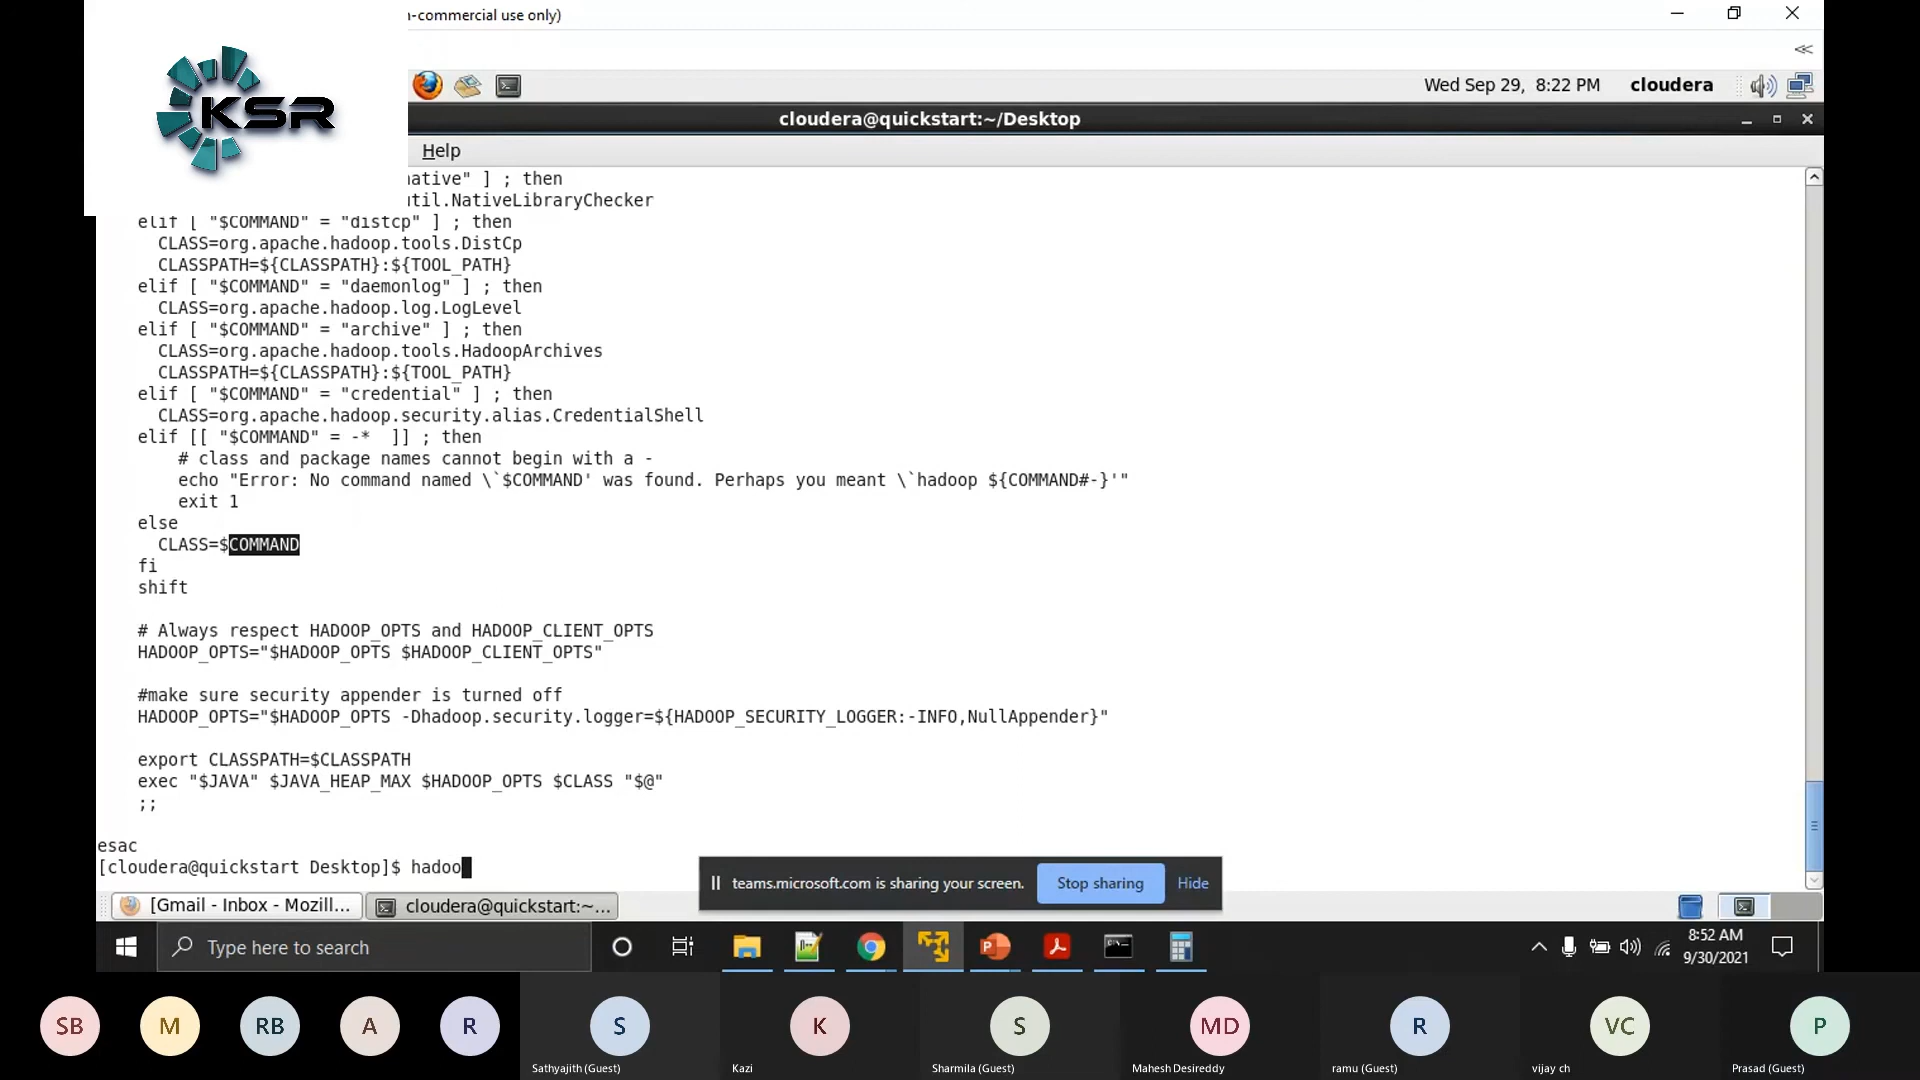 n-commercial use only)
KSR
Wed Sep 29, 8:22 PM cloudera
cloudera@quickstart:~/Desktop
Help
native" ] ; then
util.NativeLibraryChecker
elif [ "$COMMAND" = "distcp" ] ; then
CLASS=org.apache.hadoop.tools.DistCp
CLASSPATH=${CLASSPATH}:${TOOL_PATH}
elif [ "$COMMAND" = "daemonlog" ] ; then
CLASS=org.apache.hadoop.log.LogLevel
elif [ "$COMMAND" = "archive" ] ; then
CLASS=org.apache.hadoop.tools.HadoopArchives
CLASSPATH=${CLASSPATH}:${TOOL_PATH}
elif [ "$COMMAND" = "credential" ] ; then
CLASS=org.apache.hadoop.security.alias.CredentialShell
elif [[ "$COMMAND" = -*  ]] ; then
# class and package names cannot begin with a -
echo "Error: No command named \`$COMMAND' was found. Perhaps you meant \`hadoop ${COMMAND#-}'"
exit 1
else
CLASS=$COMMAND
fi
shift
# Always respect HADOOP_OPTS and HADOOP_CLIENT_OPTS
HADOOP_OPTS="$HADOOP_OPTS $HADOOP_CLIENT_OPTS"
#make sure security appender is turned off
HADOOP_OPTS="$HADOOP_OPTS -Dhadoop.security.logger=${HADOOP_SECURITY_LOGGER:-INFO,NullAppender}"
export CLASSPATH=$CLASSPATH
exec "$JAVA" $JAVA_HEAP_MAX $HADOOP_OPTS $CLASS "$@"
;;
esac
[cloudera@quickstart Desktop]$ hadoo
teams.microsoft.com is sharing your screen. Stop sharing Hide
[Gmail - Inbox - Mozill... cloudera@quickstart:~...
Type here to search
8:52 AM
9/30/2021
SB M RB A R S K S MD R VC P
Sathyajith (Guest) Kazi Sharmila (Guest) Mahesh Desireddy ramu (Guest) vijay ch Prasad (Guest)